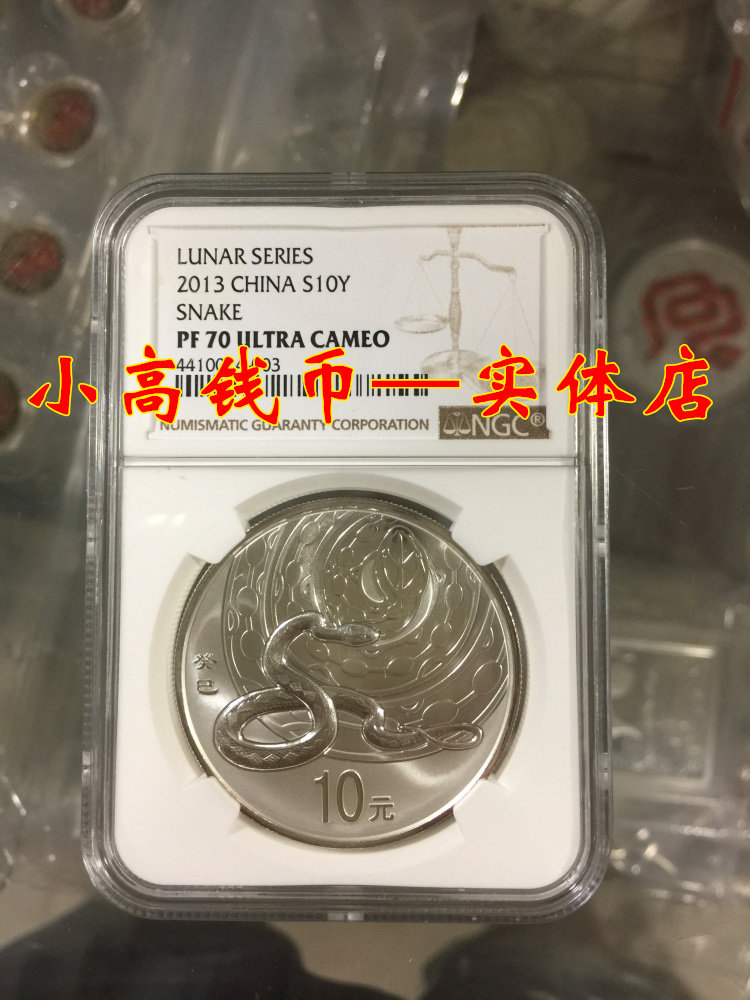 LUNAR SERIES
2013 CHINA S10Y
SNAKE
PF 70 ULTRA CAMEO
小高钱币——实体店
NUMISMATIC GUARANTY CORPORATION NGC®
癸
巳
10元